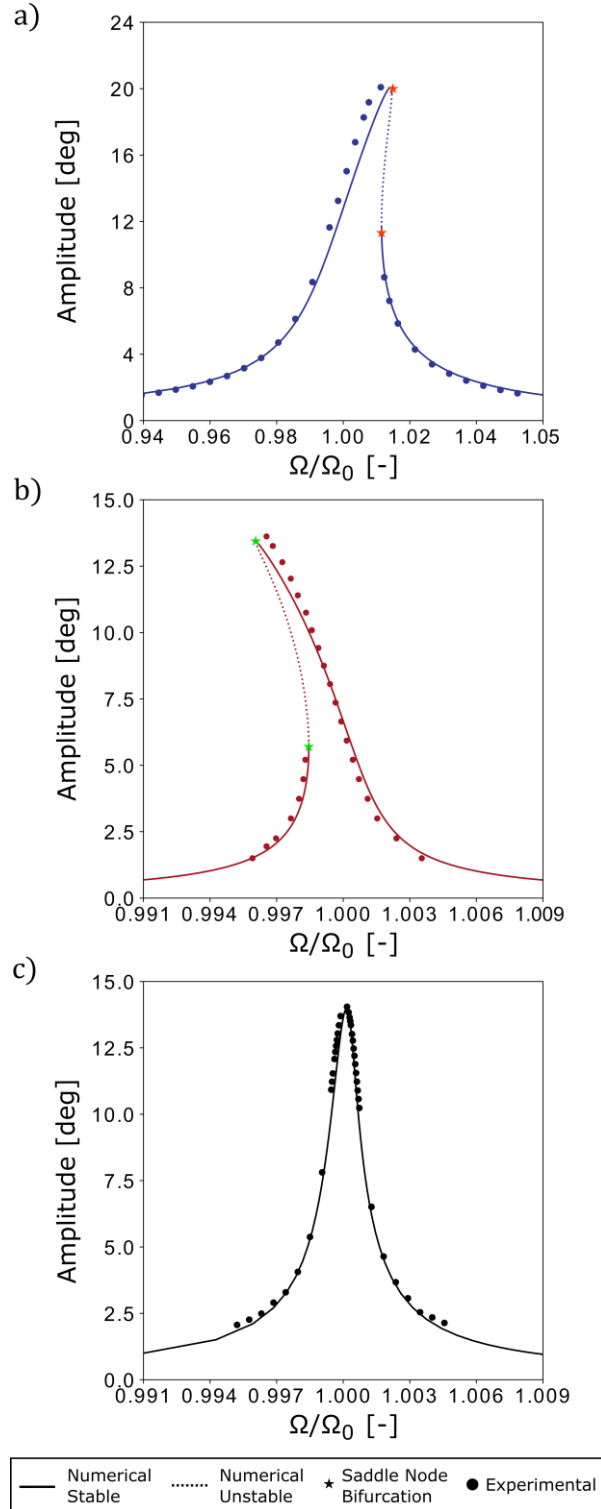 a)
24
20
16
12
8
4
0
Amplitude [deg]
0.94 0.96 0.98 1.00 1.02 1.04 1.05
Ω/Ω₀ [-]
b)
15.0
12.5
10.0
7.5
5.0
2.5
0.0
Amplitude [deg]
0.991 0.994 0.997 1.000 1.003 1.006 1.009
Ω/Ω₀ [-]
c)
15.0
12.5
10.0
7.5
5.0
2.5
0.0
Amplitude [deg]
0.991 0.994 0.997 1.000 1.003 1.006 1.009
Ω/Ω₀ [-]
Numerical Stable
Numerical Unstable
Saddle Node Bifurcation
Experimental